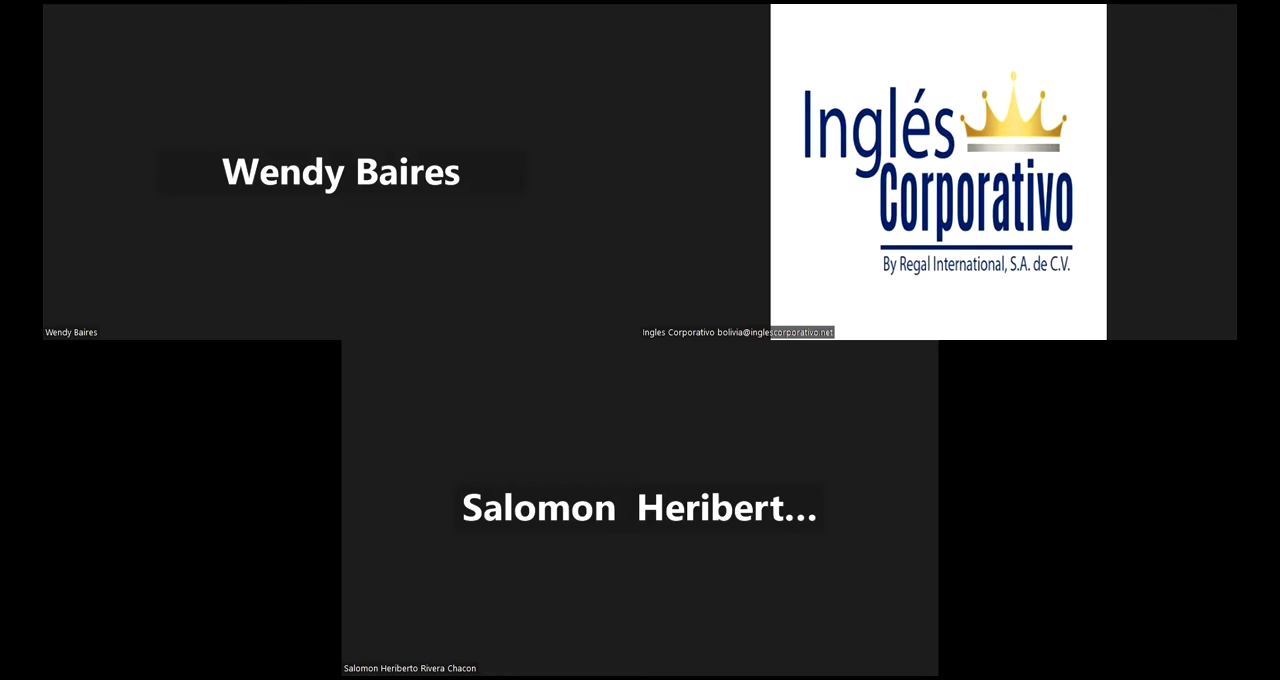 Wendy Baires
Inglés
Corporativo
By Regal International, S.A. de C.V.
Wendy Baires
Ingles Corporativo bolivia@inglescorporativo.net
Salomon Heribert...
Salomon Heriberto Rivera Chacon